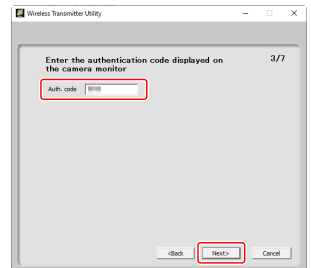 Wireless Transmitter Utility
Enter the authentication code displayed on
the camera monitor
3/7
Auth. code
<Back
Next>
Cancel